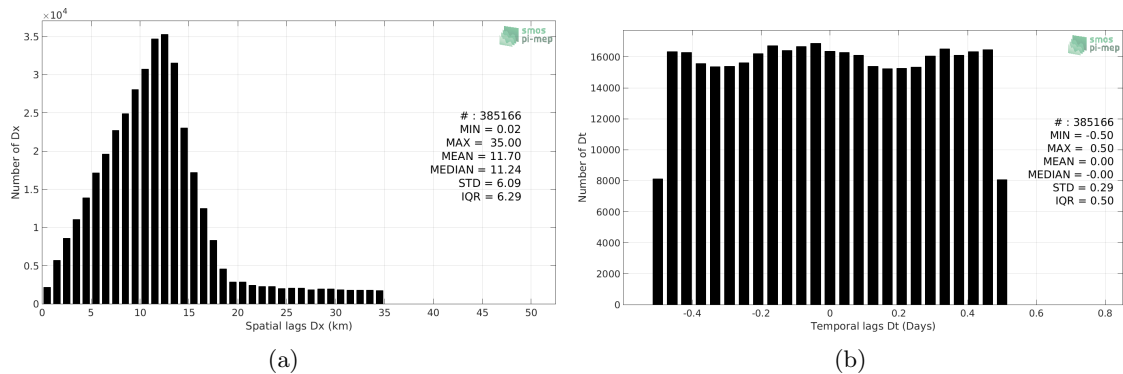 ×10⁴
3.5
3
2.5
2
1.5
1
0.5
0
Number of Dx
0 5 10 15 20 25 30 35 40 45 50
Spatial lags Dx (km)
smos
pi-mep
# : 385166
MIN = 0.02
MAX = 35.00
MEAN = 11.70
MEDIAN = 11.24
STD = 6.09
IQR = 6.29
(a)
16000
14000
12000
10000
8000
6000
4000
2000
0
Number of Dt
-0.4 -0.2 0 0.2 0.4 0.6 0.8
Temporal lags Dt (Days)
smos
pi-mep
# : 385166
MIN = -0.50
MAX = 0.50
MEAN = 0.00
MEDIAN = -0.00
STD = 0.29
IQR = 0.50
(b)